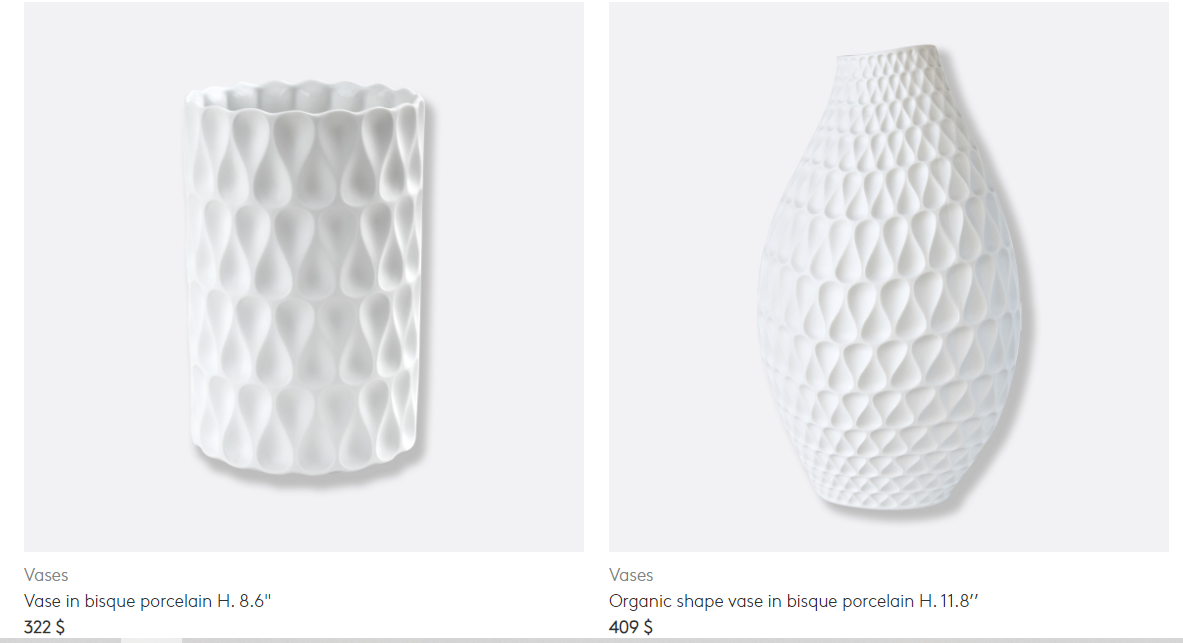 Vases
Vase in bisque porcelain H. 8.6"
322 $
Vases
Organic shape vase in bisque porcelain H. 11.8’’
409 $